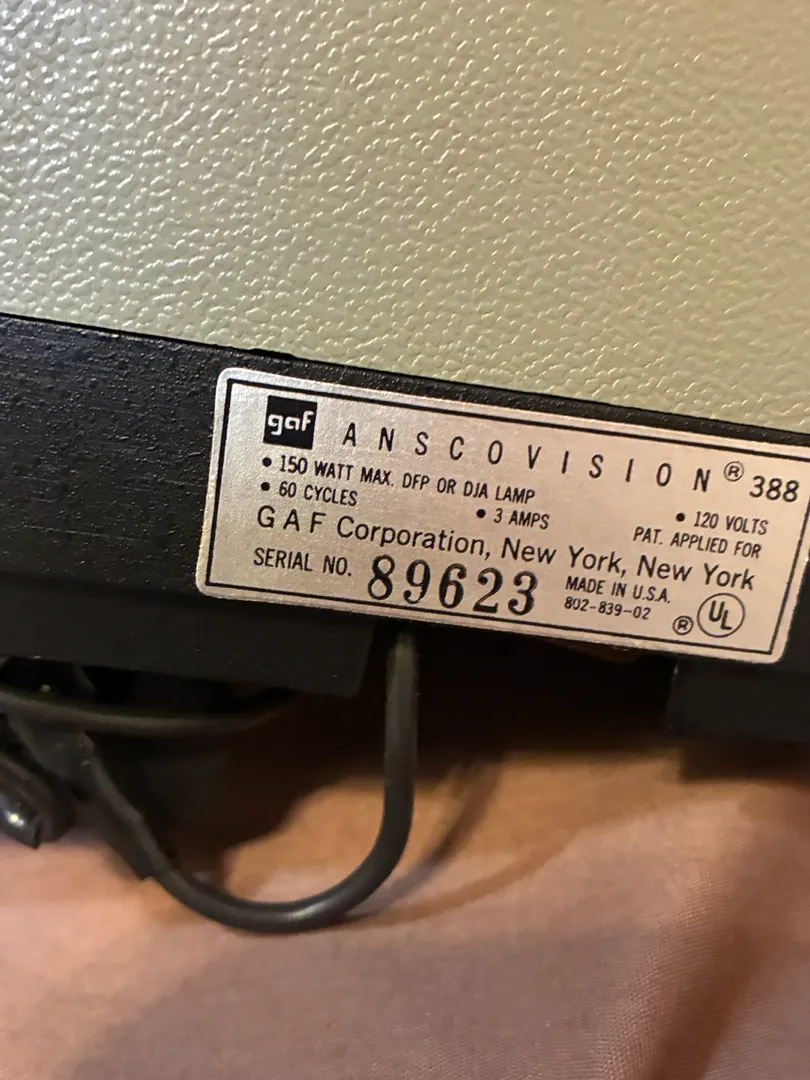 gaf ANSCOVISION® 388
• 150 WATT MAX. DFP OR DJA LAMP
• 60 CYCLES • 3 AMPS • 120 VOLTS
PAT. APPLIED FOR
GAF Corporation, New York, New York
SERIAL NO. 89623 MADE IN U.S.A.
802-839-02 ® UL